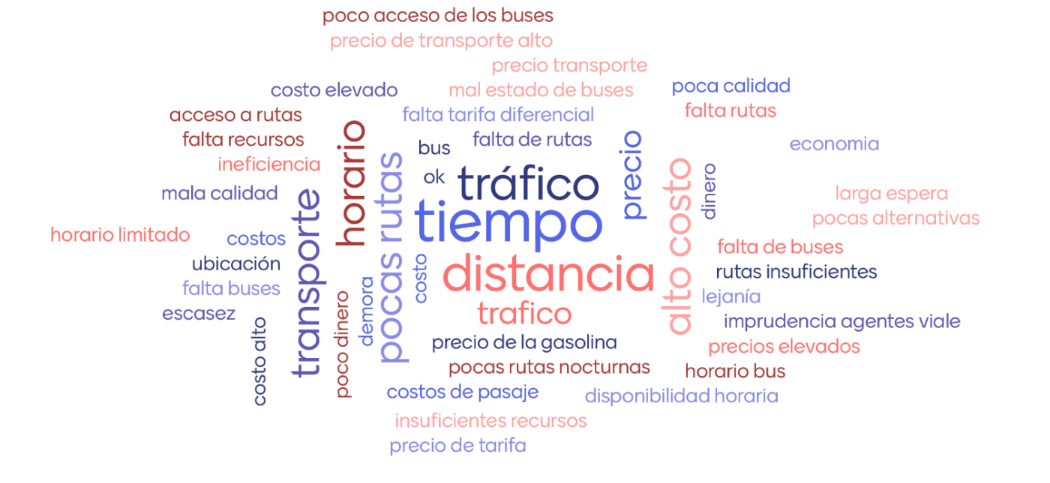 poco acceso de los buses
precio de transporte alto
precio transporte
costo elevado
mal estado de buses
poca calidad
acceso a rutas
falta tarifa diferencial
falta rutas
falta recursos
horario
bus
falta de rutas
precio
economia
ineficiencia
pocas rutas
ok
tráfico
alto costo
dinero
mala calidad
transporte
tiempo
larga espera
pocas alternativas
horario limitado
costos
falta de buses
ubicación
costo
distancia
rutas insuficientes
falta buses
demora
lejanía
escasez
poco dinero
trafico
imprudencia agentes viale
costo alto
precio de la gasolina
precios elevados
pocas rutas nocturnas
horario bus
costos de pasaje
disponibilidad horaria
insuficientes recursos
precio de tarifa